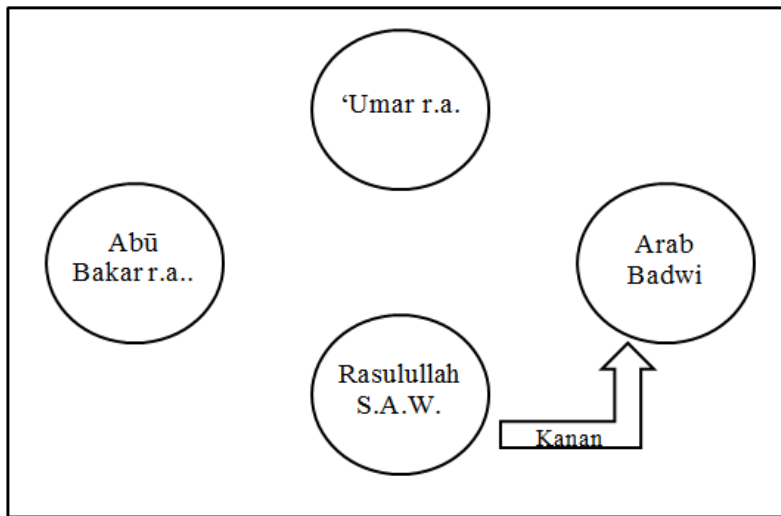 ‘Umar r.a.
Abū
Bakar r.a..
Arab
Badwi
Rasulullah
S.A.W.
Kanan